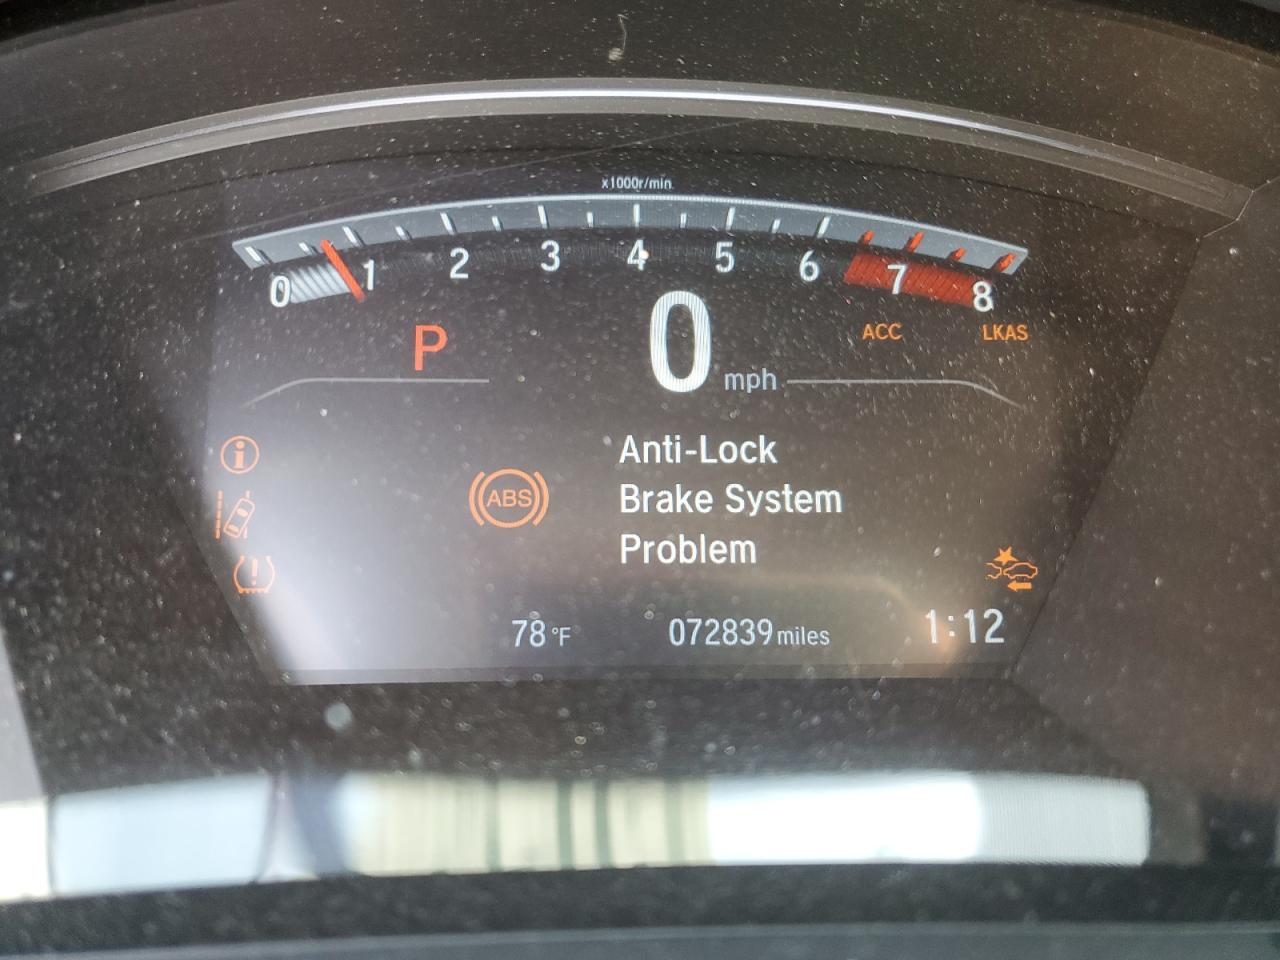 x1000r/min
0 1 2 3 4 5 6 7 8
P 0 mph ACC LKAS
i
ABS
Anti-Lock
Brake System
Problem
!
78°F 072839 miles 1:12